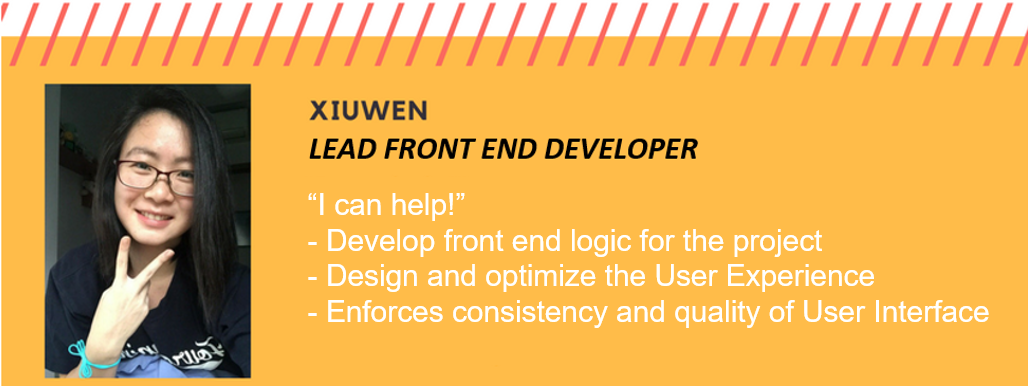 XIUWEN
LEAD FRONT END DEVELOPER
“I can help!”
- Develop front end logic for the project
- Design and optimize the User Experience
- Enforces consistency and quality of User Interface